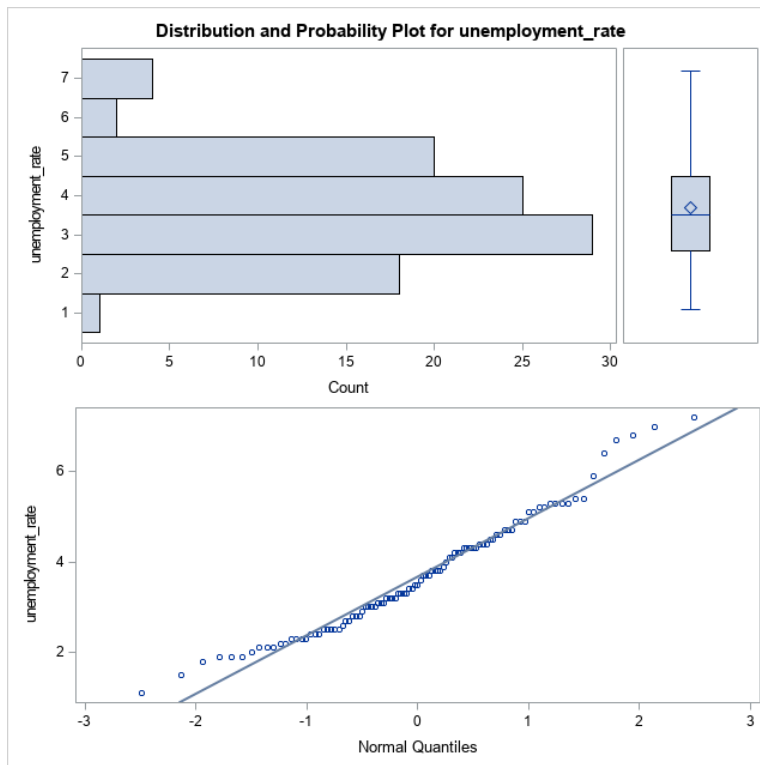 Distribution and Probability Plot for unemployment_rate
unemployment_rate
7
6
5
4
3
2
1
0 5 10 15 20 25 30
Count
unemployment_rate
6
4
2
-3 -2 -1 0 1 2 3
Normal Quantiles